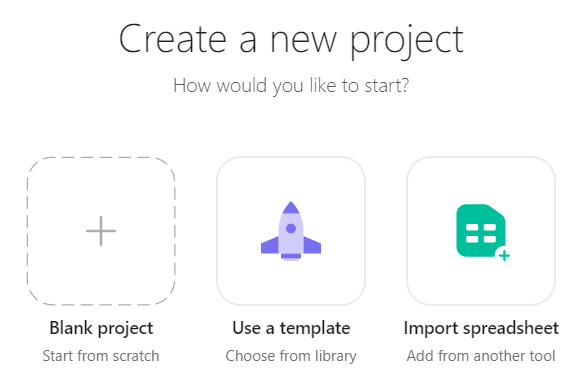 Create a new project
How would you like to start?
Blank project
Start from scratch
Use a template
Choose from library
Import spreadsheet
Add from another tool